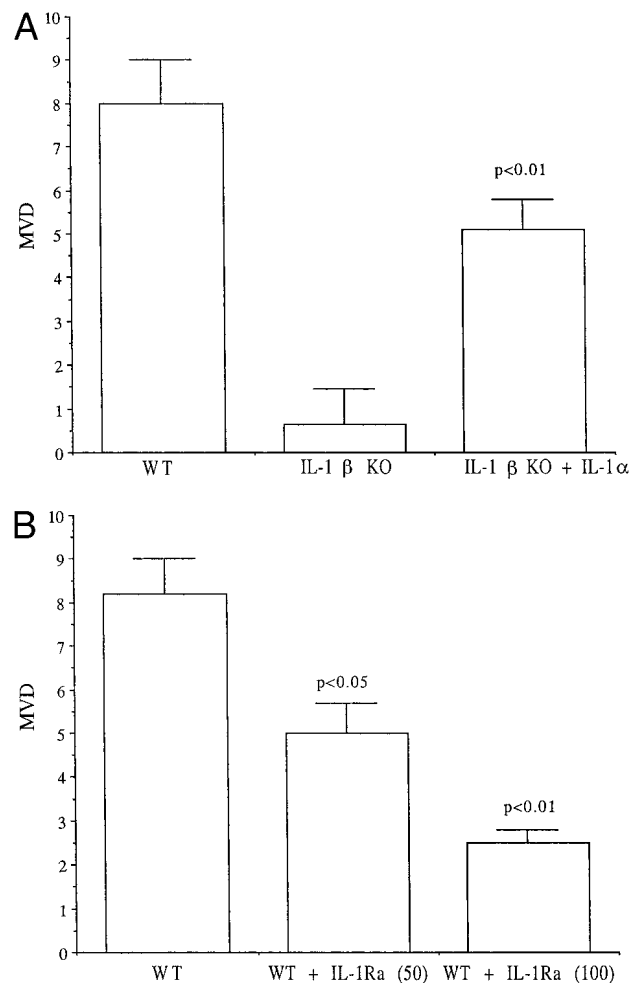 A
10
9
8
7
6
5
4
3
2
1
0
MVD
p<0.01
WT
IL-1 β KO
IL-1 β KO + IL-1α
B
10
9
8
7
6
5
4
3
2
1
0
MVD
p<0.05
p<0.01
WT
WT + IL-1Ra (50)
WT + IL-1Ra (100)